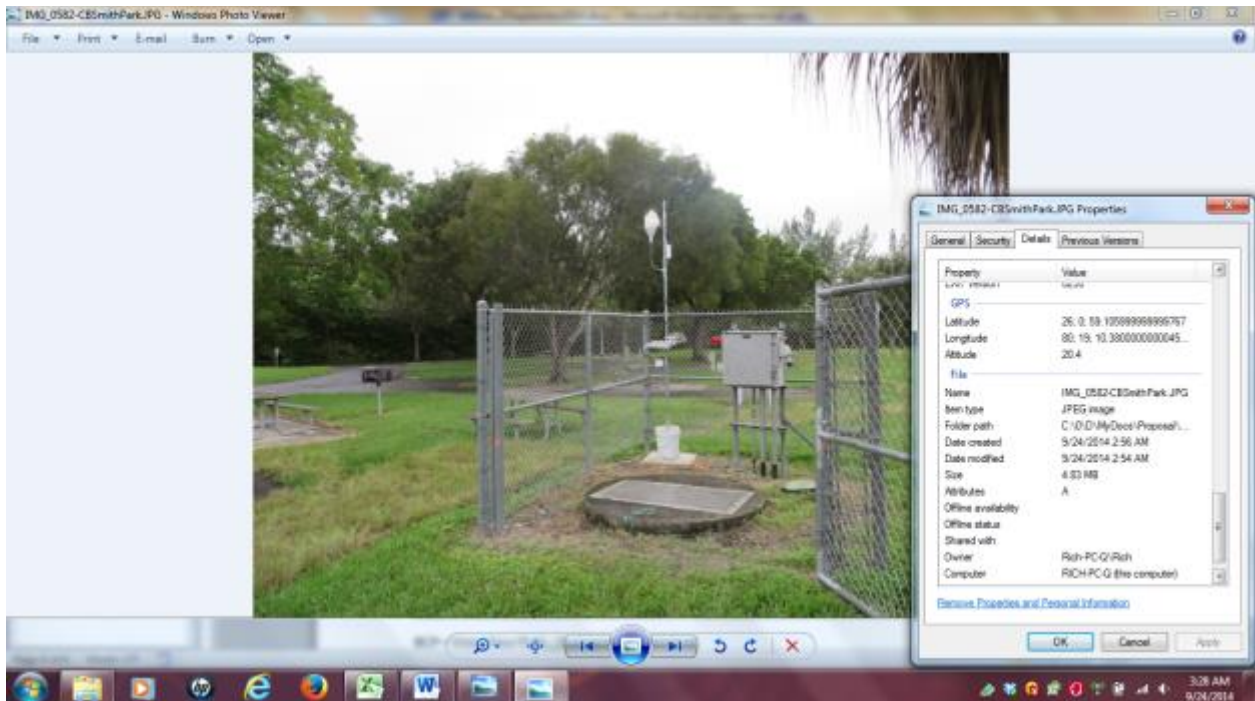 IMG_0582-CBSmithPark.JPG - Windows Photo Viewer
File Print E-mail Burn Open
IMG_0582-CBSmithPark.JPG Properties
General Security Details Previous Versions
Property Value
GPS
Latitude 26; 0; 59.105999999995767
Longitude 80; 19; 10.3800000000045...
Altitude 20.4
File
Name IMG_0582-CBSmithPark.JPG
Item type JPEG image
Folder path C:\D\D\MyDocs\Proposal\...
Date created 9/24/2014 2:56 AM
Date modified 9/24/2014 2:54 AM
Size 4.83 MB
Attributes A
Offline availability
Offline status
Shared with
Owner Rich-PC-Q\Rich
Computer RICH-PC-Q (this computer)
Remove Properties and Personal Information
OK Cancel Apply
3:28 AM
9/24/2014